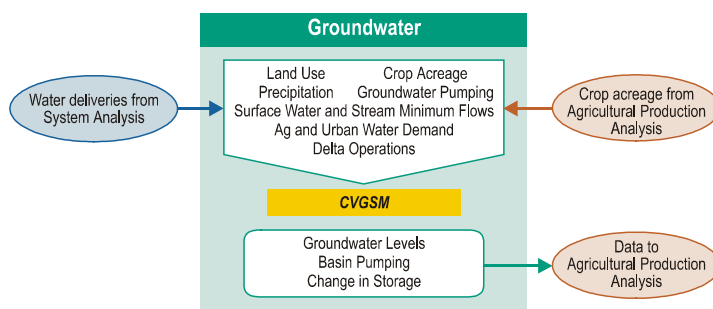 Groundwater
Land Use Crop Acreage
Precipitation Groundwater Pumping
Surface Water and Stream Minimum Flows
Ag and Urban Water Demand
Delta Operations
Water deliveries from
System Analysis
Crop acreage from
Agricultural Production
Analysis
CVGSM
Groundwater Levels
Basin Pumping
Change in Storage
Data to
Agricultural Production
Analysis